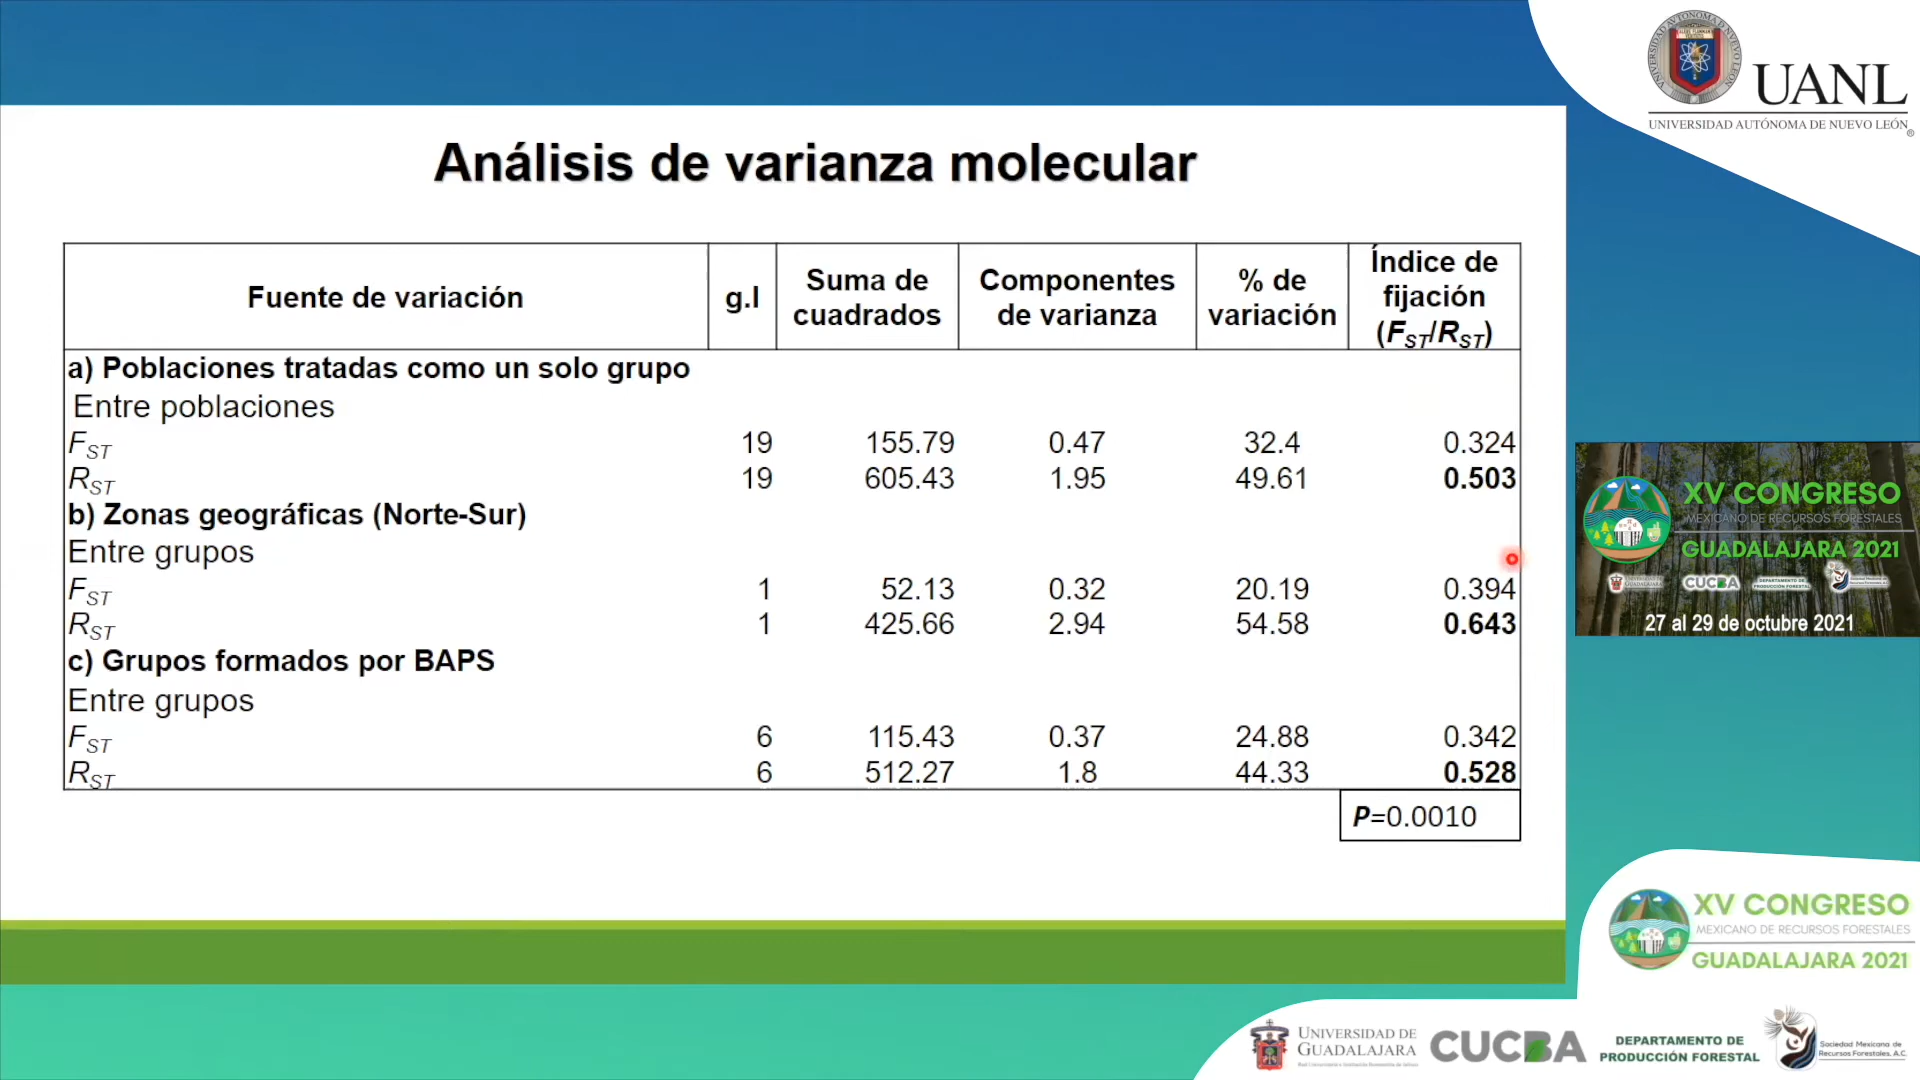 UANL
UNIVERSIDAD AUTÓNOMA DE NUEVO LEÓN
Análisis de varianza molecular
Fuente de variación g.l Suma de cuadrados Componentes de varianza % de variación Índice de fijación (FST/RST)
a) Poblaciones tratadas como un solo grupo
Entre poblaciones
FST 19 155.79 0.47 32.4 0.324
RST 19 605.43 1.95 49.61 0.503
b) Zonas geográficas (Norte-Sur)
Entre grupos
FST 1 52.13 0.32 20.19 0.394
RST 1 425.66 2.94 54.58 0.643
c) Grupos formados por BAPS
Entre grupos
FST 6 115.43 0.37 24.88 0.342
RST 6 512.27 1.8 44.33 0.528
P=0.0010
XV CONGRESO
MEXICANO DE RECURSOS FORESTALES
GUADALAJARA 2021
CUCBA
DEPARTAMENTO DE
PRODUCCIÓN FORESTAL
27 al 29 de octubre 2021
XV CONGRESO
MEXICANO DE RECURSOS FORESTALES
GUADALAJARA 2021
UNIVERSIDAD DE
GUADALAJARA
CUCBA
DEPARTAMENTO DE
PRODUCCIÓN FORESTAL
Sociedad Mexicana de
Recursos Forestales, A.C.